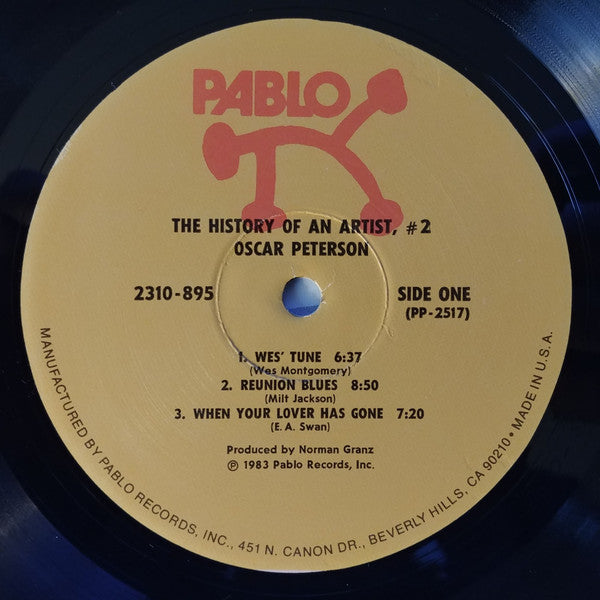 PABLO
THE HISTORY OF AN ARTIST, #2
OSCAR PETERSON
2310-895
SIDE ONE
(PP-2517)
1. WES' TUNE 6:37
(Wes Montgomery)
2. REUNION BLUES 8:50
(Milt Jackson)
3. WHEN YOUR LOVER HAS GONE 7:20
(E. A. Swan)
Produced by Norman Granz
℗ 1983 Pablo Records, Inc.
MANUFACTURED BY PABLO RECORDS, INC., 451 N. CANON DR., BEVERLY HILLS, CA 90210 • MADE IN U.S.A.